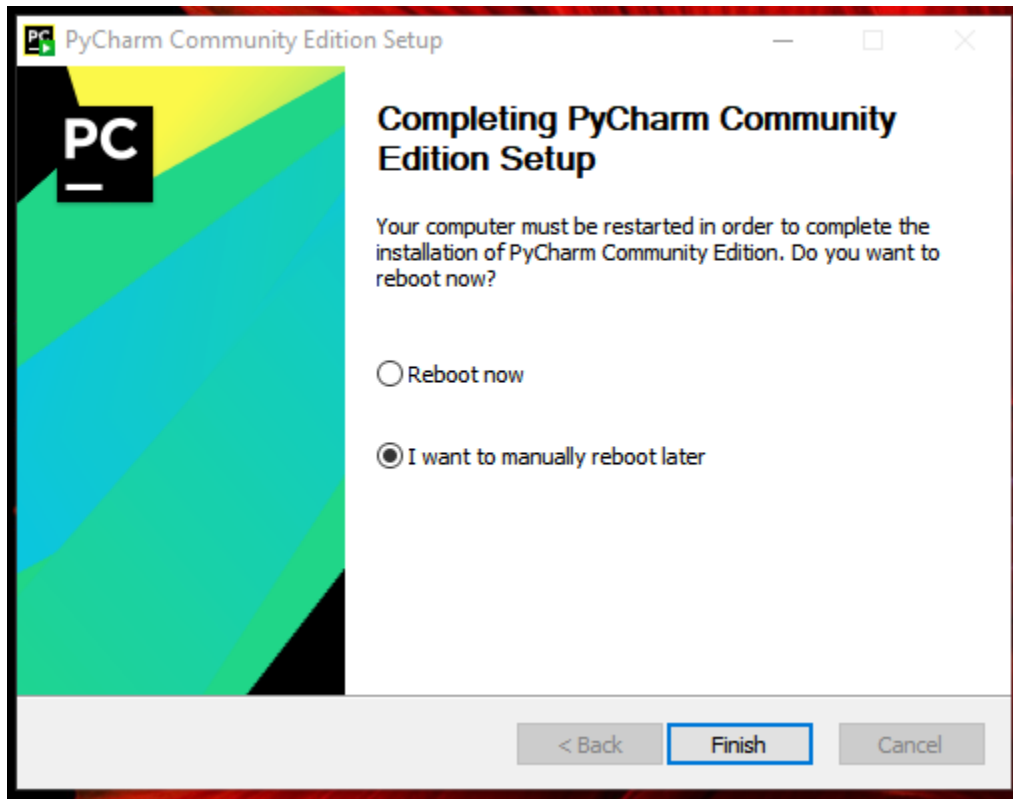 PyCharm Community Edition Setup
PC
Completing PyCharm Community
Edition Setup
Your computer must be restarted in order to complete the
installation of PyCharm Community Edition. Do you want to
reboot now?
Reboot now
I want to manually reboot later
< Back
Finish
Cancel